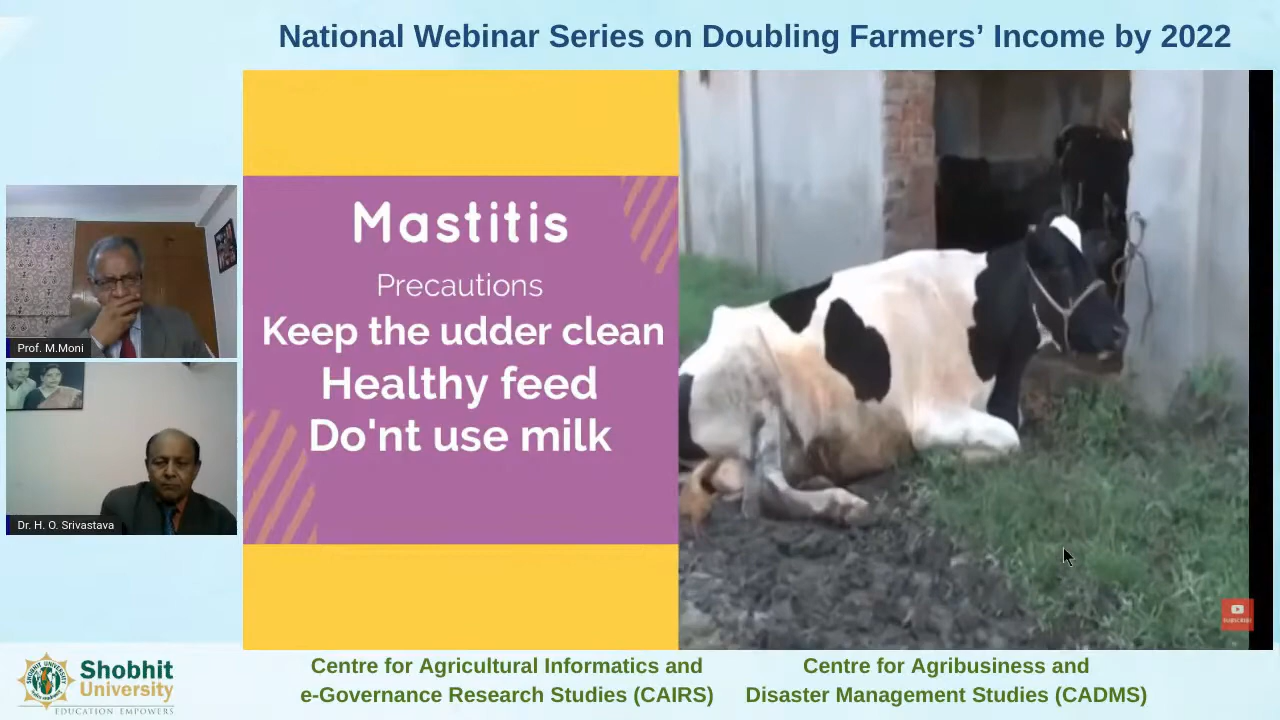 National Webinar Series on Doubling Farmers’ Income by 2022
Mastitis
Precautions
Keep the udder clean
Healthy feed
Do'nt use milk
Prof. M.Moni
Dr. H. O. Srivastava
SUBSCRIBE
Shobhit
University
EDUCATION EMPOWERS
Centre for Agricultural Informatics and
e-Governance Research Studies (CAIRS)
Centre for Agribusiness and
Disaster Management Studies (CADMS)